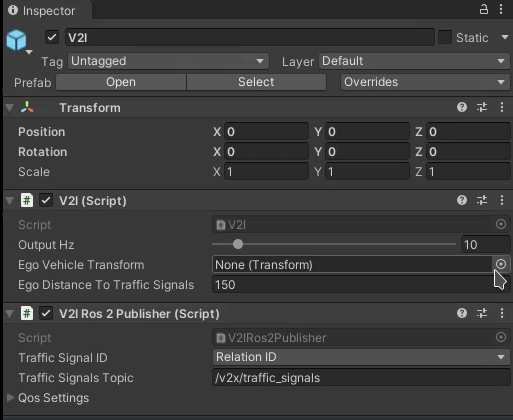 Inspector
V2I Static
Tag Untagged Layer Default
Prefab Open Select Overrides
Transform
Position X 0 Y 0 Z 0
Rotation X 0 Y 0 Z 0
Scale X 1 Y 1 Z 1
# V2I (Script)
Script V2I
Output Hz 10
Ego Vehicle Transform None (Transform)
Ego Distance To Traffic Signals 150
# V2I Ros 2 Publisher (Script)
Script V2IRos2Publisher
Traffic Signal ID Relation ID
Traffic Signals Topic /v2x/traffic_signals
Qos Settings